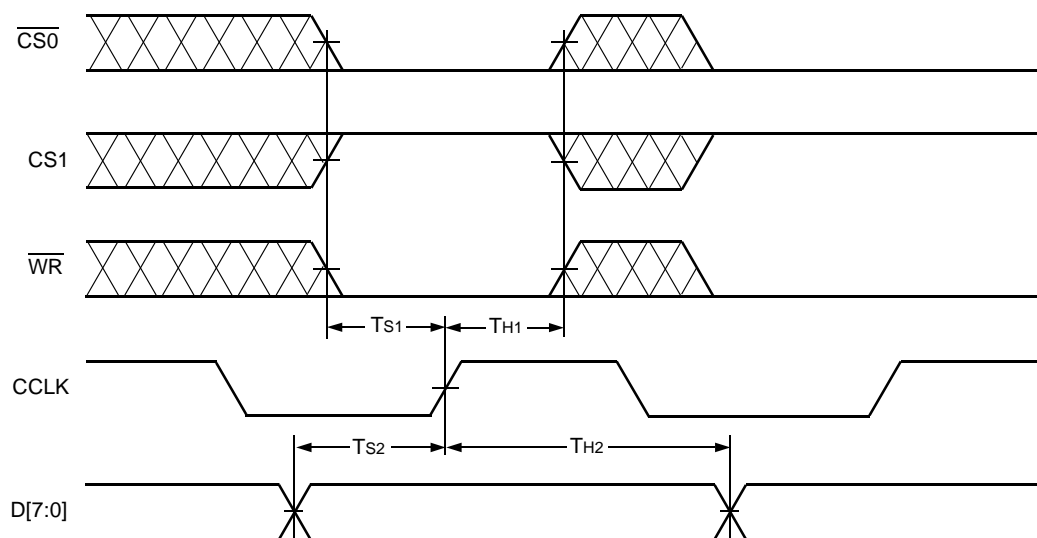 CS0
CS1
WR
TS1
TH1
CCLK
TS2
TH2
D[7:0]